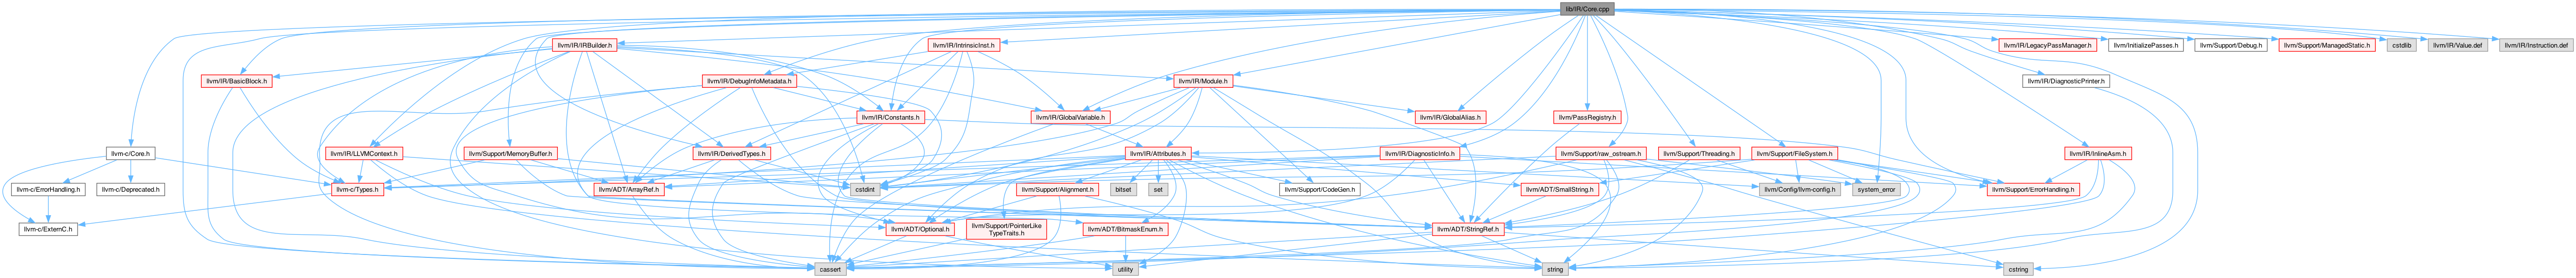 lib/IR/Core.cpp
llvm/IR/IRBuilder.h
llvm/IR/IntrinsicInst.h
llvm/IR/LegacyPassManager.h
llvm/InitializePasses.h
llvm/Support/Debug.h
llvm/Support/ManagedStatic.h
cstdlib
llvm/IR/Value.def
llvm/IR/Instruction.def
llvm/IR/BasicBlock.h
llvm/IR/DebugInfoMetadata.h
llvm/IR/Module.h
llvm/IR/DiagnosticPrinter.h
llvm/IR/Constants.h
llvm/IR/GlobalVariable.h
llvm/IR/GlobalAlias.h
llvm/PassRegistry.h
llvm-c/Core.h
llvm/IR/LLVMContext.h
llvm/Support/MemoryBuffer.h
llvm/IR/DerivedTypes.h
llvm/IR/Attributes.h
llvm/IR/DiagnosticInfo.h
llvm/Support/raw_ostream.h
llvm/Support/Threading.h
llvm/Support/FileSystem.h
llvm/IR/InlineAsm.h
llvm-c/ErrorHandling.h
llvm-c/Deprecated.h
llvm-c/Types.h
llvm/ADT/ArrayRef.h
cstdint
llvm/Support/Alignment.h
bitset
set
llvm/Support/CodeGen.h
llvm/ADT/SmallString.h
llvm/Config/llvm-config.h
system_error
llvm/Support/ErrorHandling.h
llvm-c/ExternC.h
llvm/ADT/Optional.h
llvm/Support/PointerLike
TypeTraits.h
llvm/ADT/BitmaskEnum.h
llvm/ADT/StringRef.h
cassert
utility
string
cstring